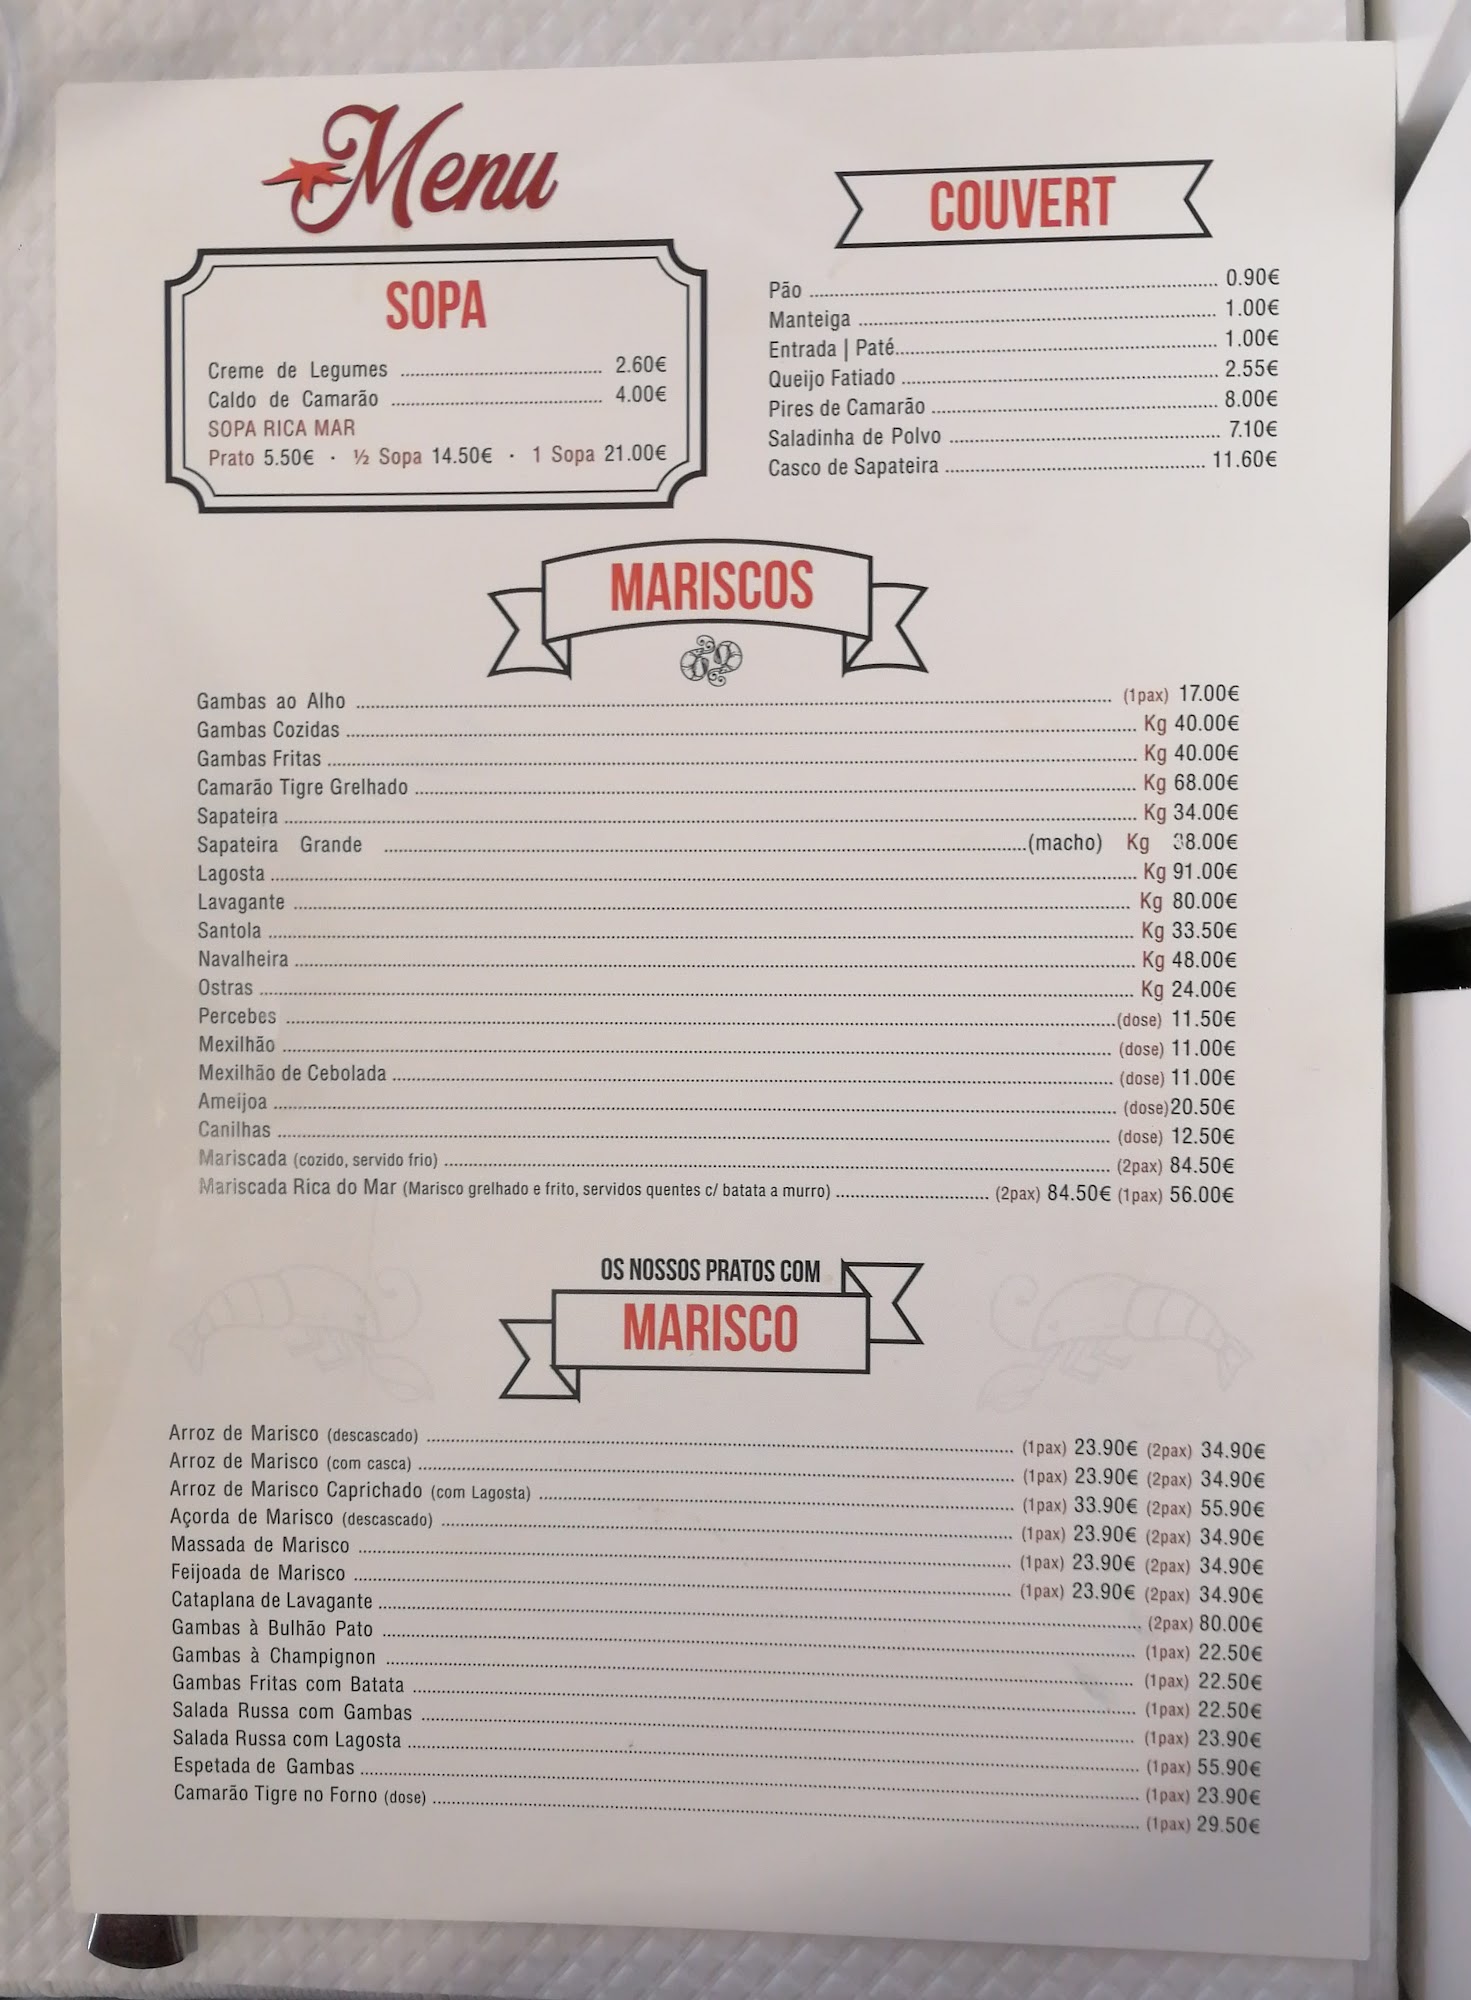 Menu
SOPA
Creme de Legumes 2.60€
Caldo de Camarão 4.00€
SOPA RICA MAR
Prato 5.50€ · ½ Sopa 14.50€ · 1 Sopa 21.00€
COUVERT
Pão 0.90€
Manteiga 1.00€
Entrada | Paté 1.00€
Queijo Fatiado 2.55€
Pires de Camarão 8.00€
Saladinha de Polvo 7.10€
Casco de Sapateira 11.60€
MARISCOS
Gambas ao Alho (1pax) 17.00€
Gambas Cozidas Kg 40.00€
Gambas Fritas Kg 40.00€
Camarão Tigre Grelhado Kg 68.00€
Sapateira Kg 34.00€
Sapateira Grande (macho) Kg 38.00€
Lagosta Kg 91.00€
Lavagante Kg 80.00€
Santola Kg 33.50€
Navalheira Kg 48.00€
Ostras Kg 24.00€
Percebes (dose) 11.50€
Mexilhão (dose) 11.00€
Mexilhão de Cebolada (dose) 11.00€
Ameijoa (dose) 20.50€
Canilhas (dose) 12.50€
Mariscada (cozido, servido frio) (2pax) 84.50€
Mariscada Rica do Mar (Marisco grelhado e frito, servidos quentes c/ batata a murro) (2pax) 84.50€ (1pax) 56.00€
OS NOSSOS PRATOS COM
MARISCO
Arroz de Marisco (descascado) (1pax) 23.90€ (2pax) 34.90€
Arroz de Marisco (com casca) (1pax) 23.90€ (2pax) 34.90€
Arroz de Marisco Caprichado (com Lagosta) (1pax) 33.90€ (2pax) 55.90€
Açorda de Marisco (descascado) (1pax) 23.90€ (2pax) 34.90€
Massada de Marisco (1pax) 23.90€ (2pax) 34.90€
Feijoada de Marisco (1pax) 23.90€ (2pax) 34.90€
Cataplana de Lavagante (2pax) 80.00€
Gambas à Bulhão Pato (1pax) 22.50€
Gambas à Champignon (1pax) 22.50€
Gambas Fritas com Batata (1pax) 22.50€
Salada Russa com Gambas (1pax) 23.90€
Salada Russa com Lagosta (1pax) 55.90€
Espetada de Gambas (1pax) 23.90€
Camarão Tigre no Forno (dose) (1pax) 29.50€